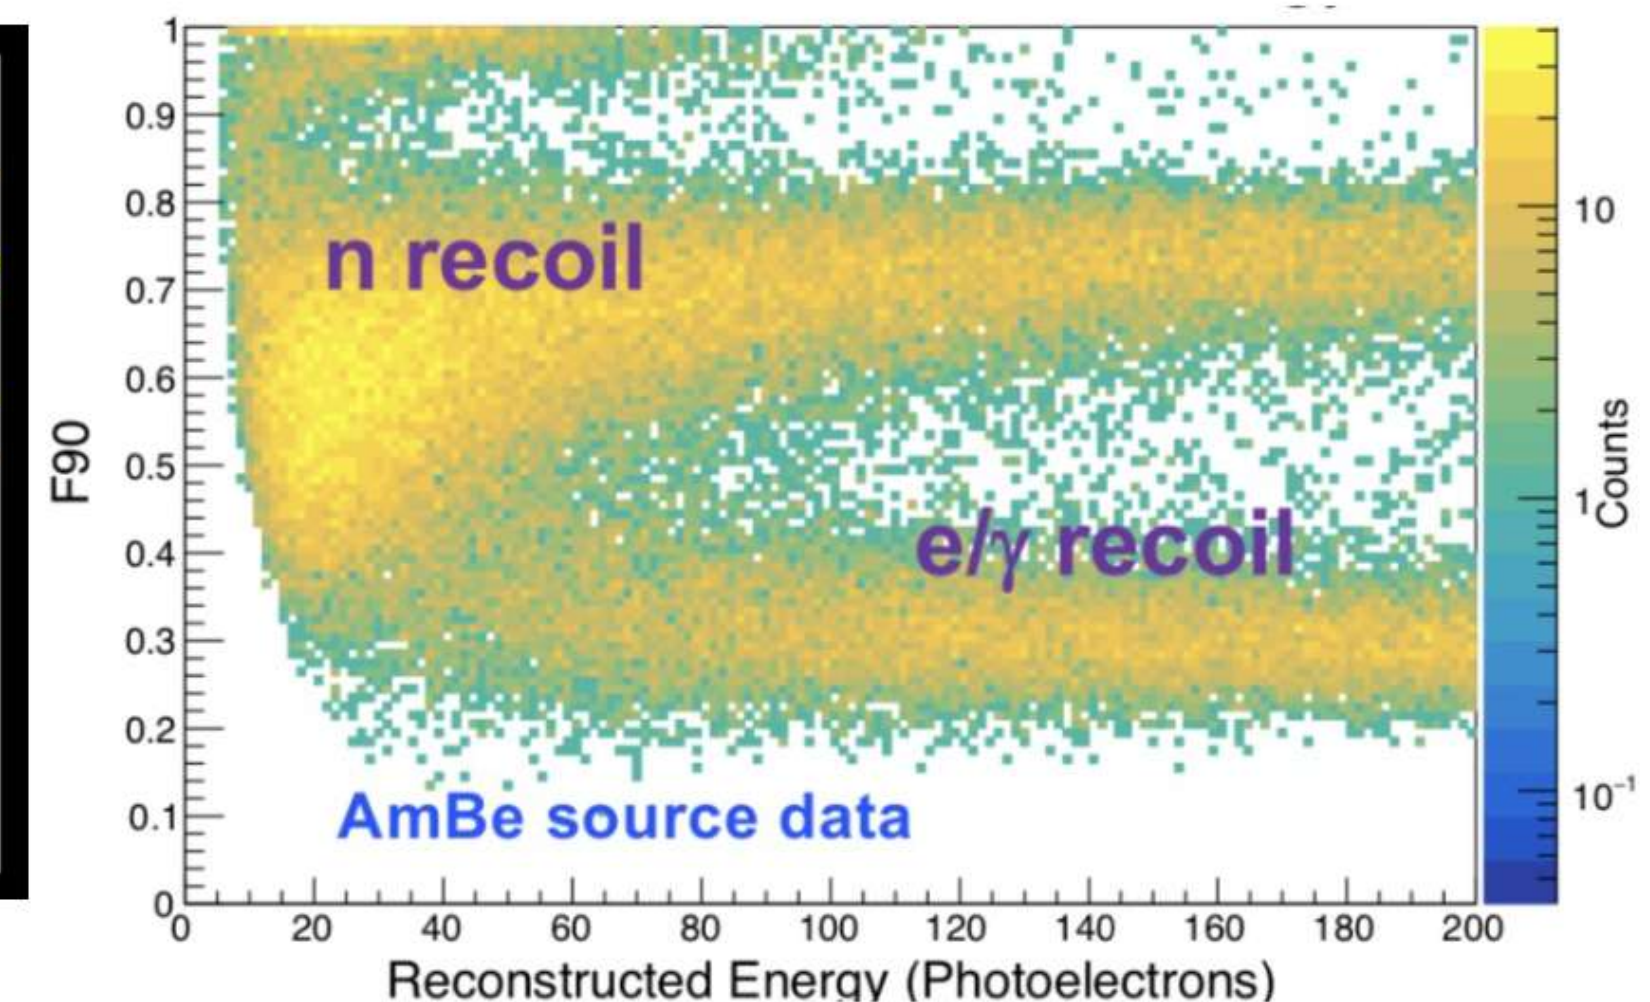 1
0.9
0.8
0.7
0.6
0.5
0.4
0.3
0.2
0.1
0
F90
n recoil
e/γ recoil
AmBe source data
0 20 40 60 80 100 120 140 160 180 200
Reconstructed Energy (Photoelectrons)
10
1
10⁻¹
Counts